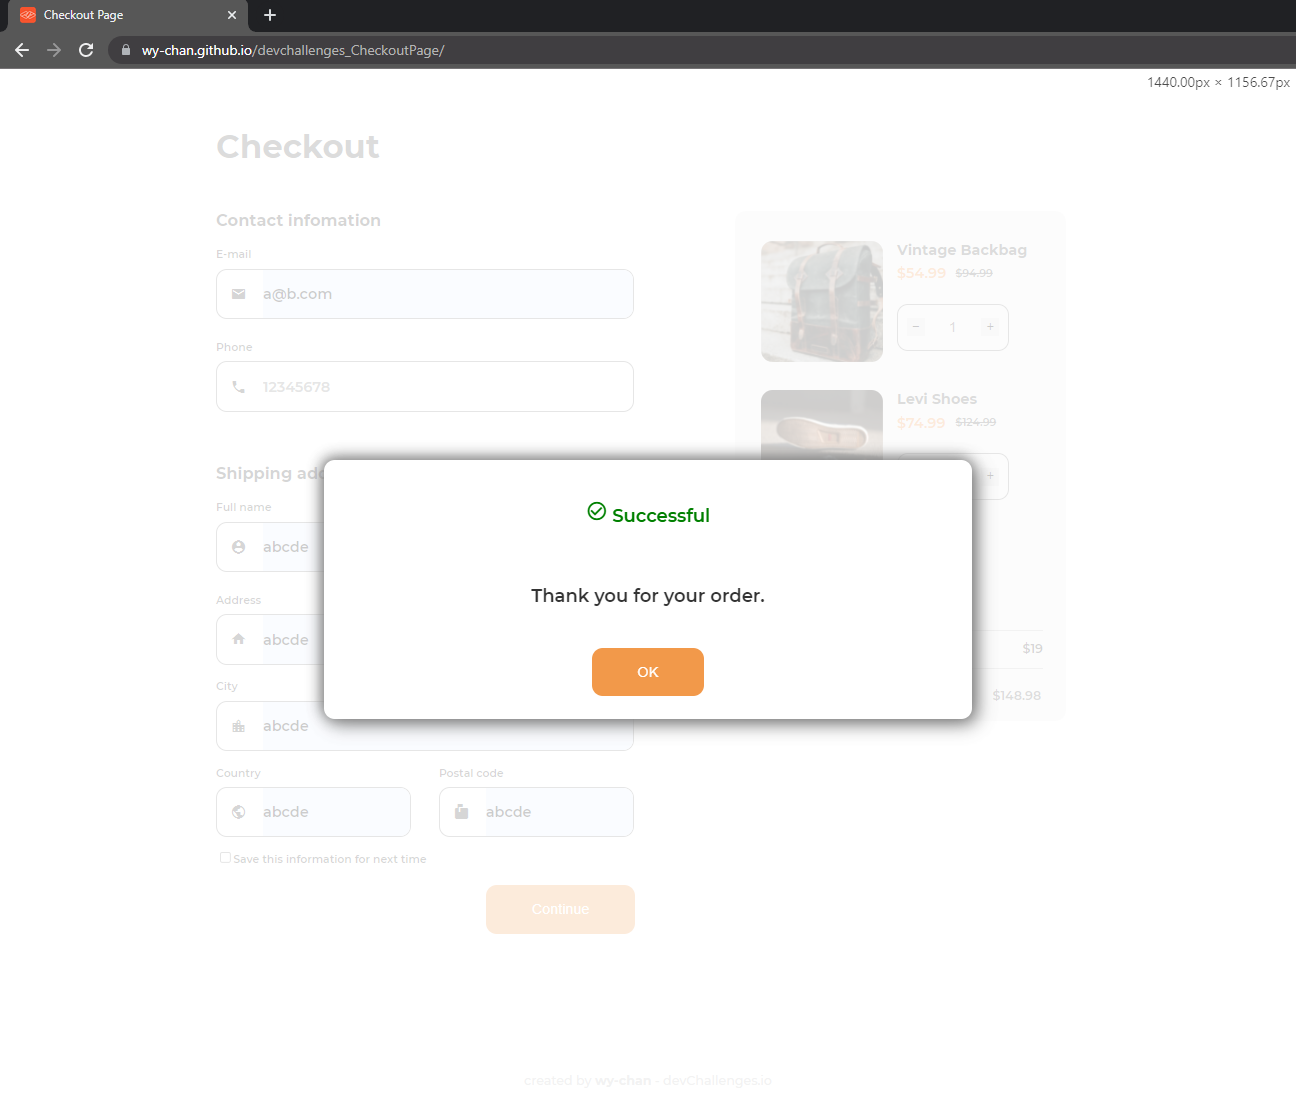 Checkout Page
wy-chan.github.io/devchallenges_CheckoutPage/
1440.00px × 1156.67px
Checkout
Contact infomation
E-mail
a@b.com
Phone
12345678
Shipping add
Full name
abcde
Address
abcde
City
abcde
Country
abcde
Postal code
abcde
Save this information for next time
Continue
Vintage Backbag
$54.99 $94.99
− 1 +
Levi Shoes
$74.99 $124.99
+
$19
$148.98
Successful
Thank you for your order.
OK
created by wy-chan - devChallenges.io